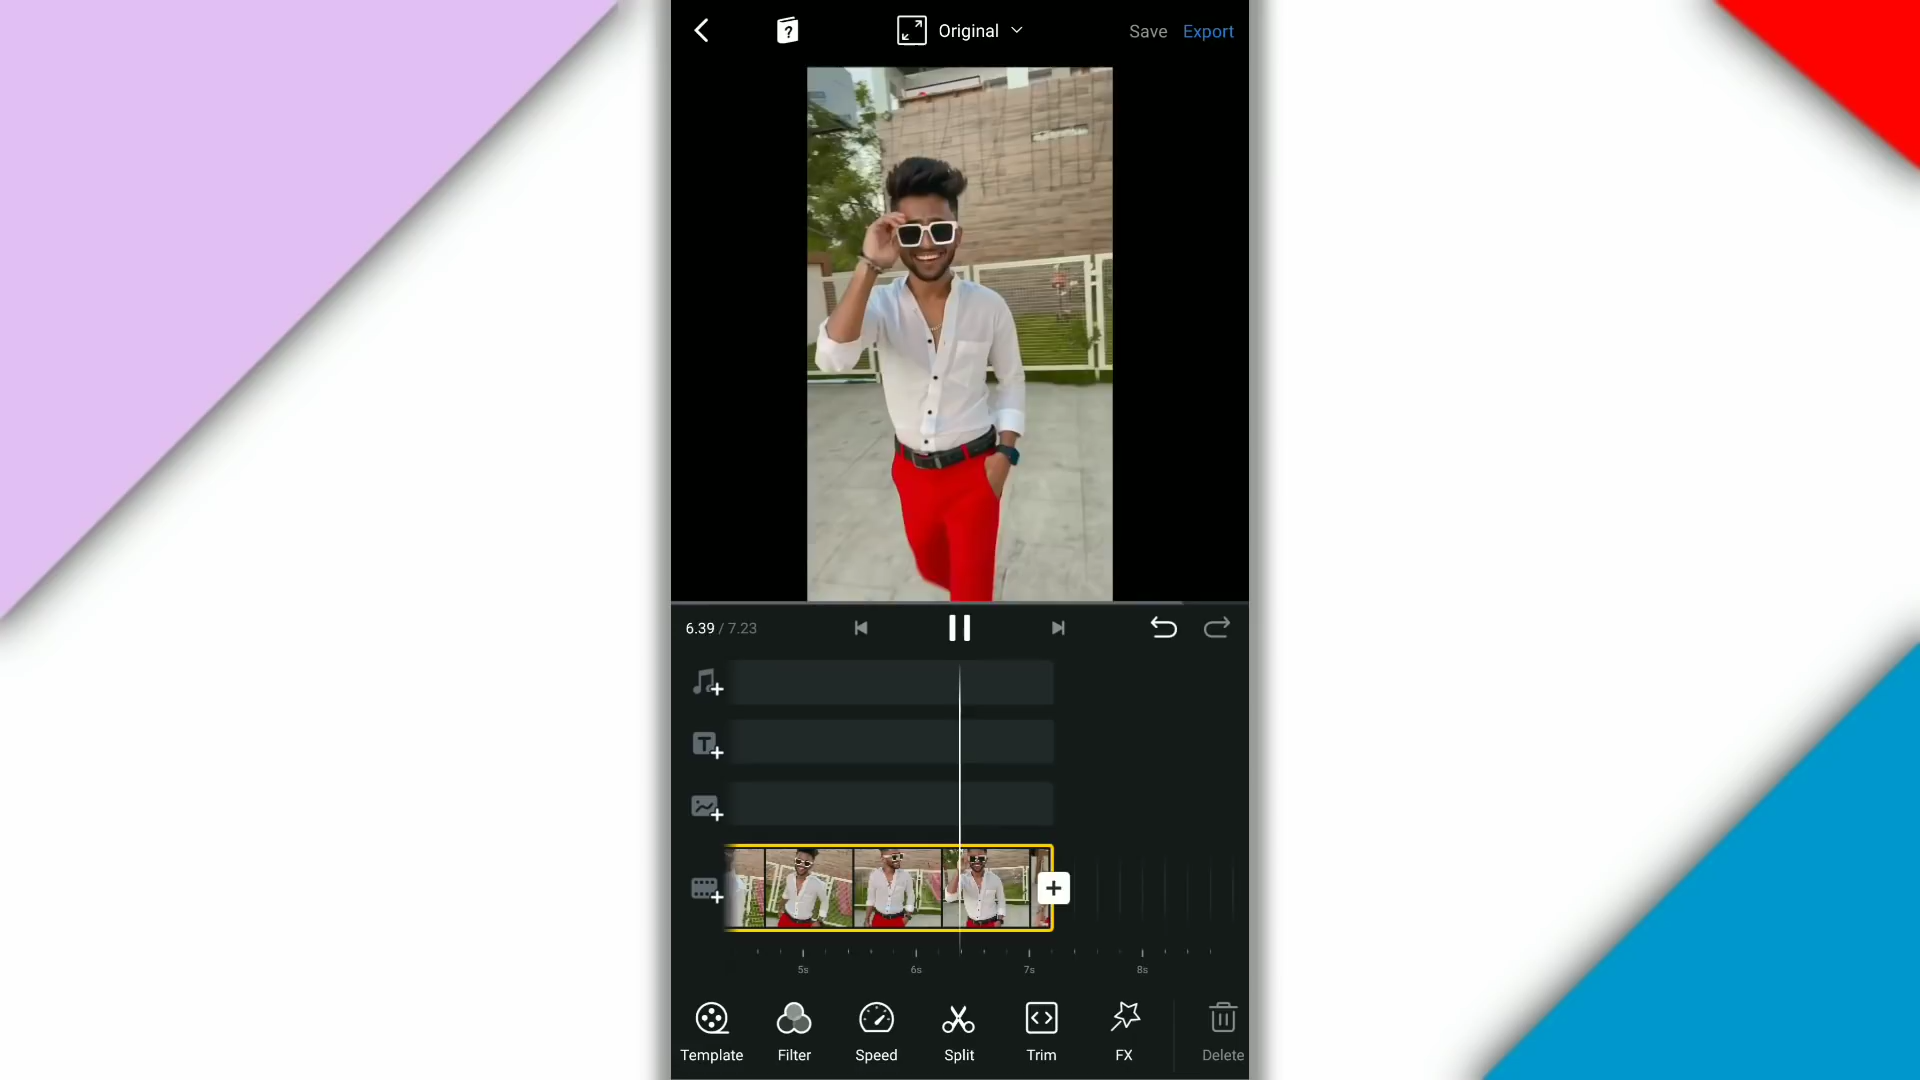 Original
Save Export
6.39 / 7.23
5s 6s 7s 8s
Template Filter Speed Split Trim FX Delete